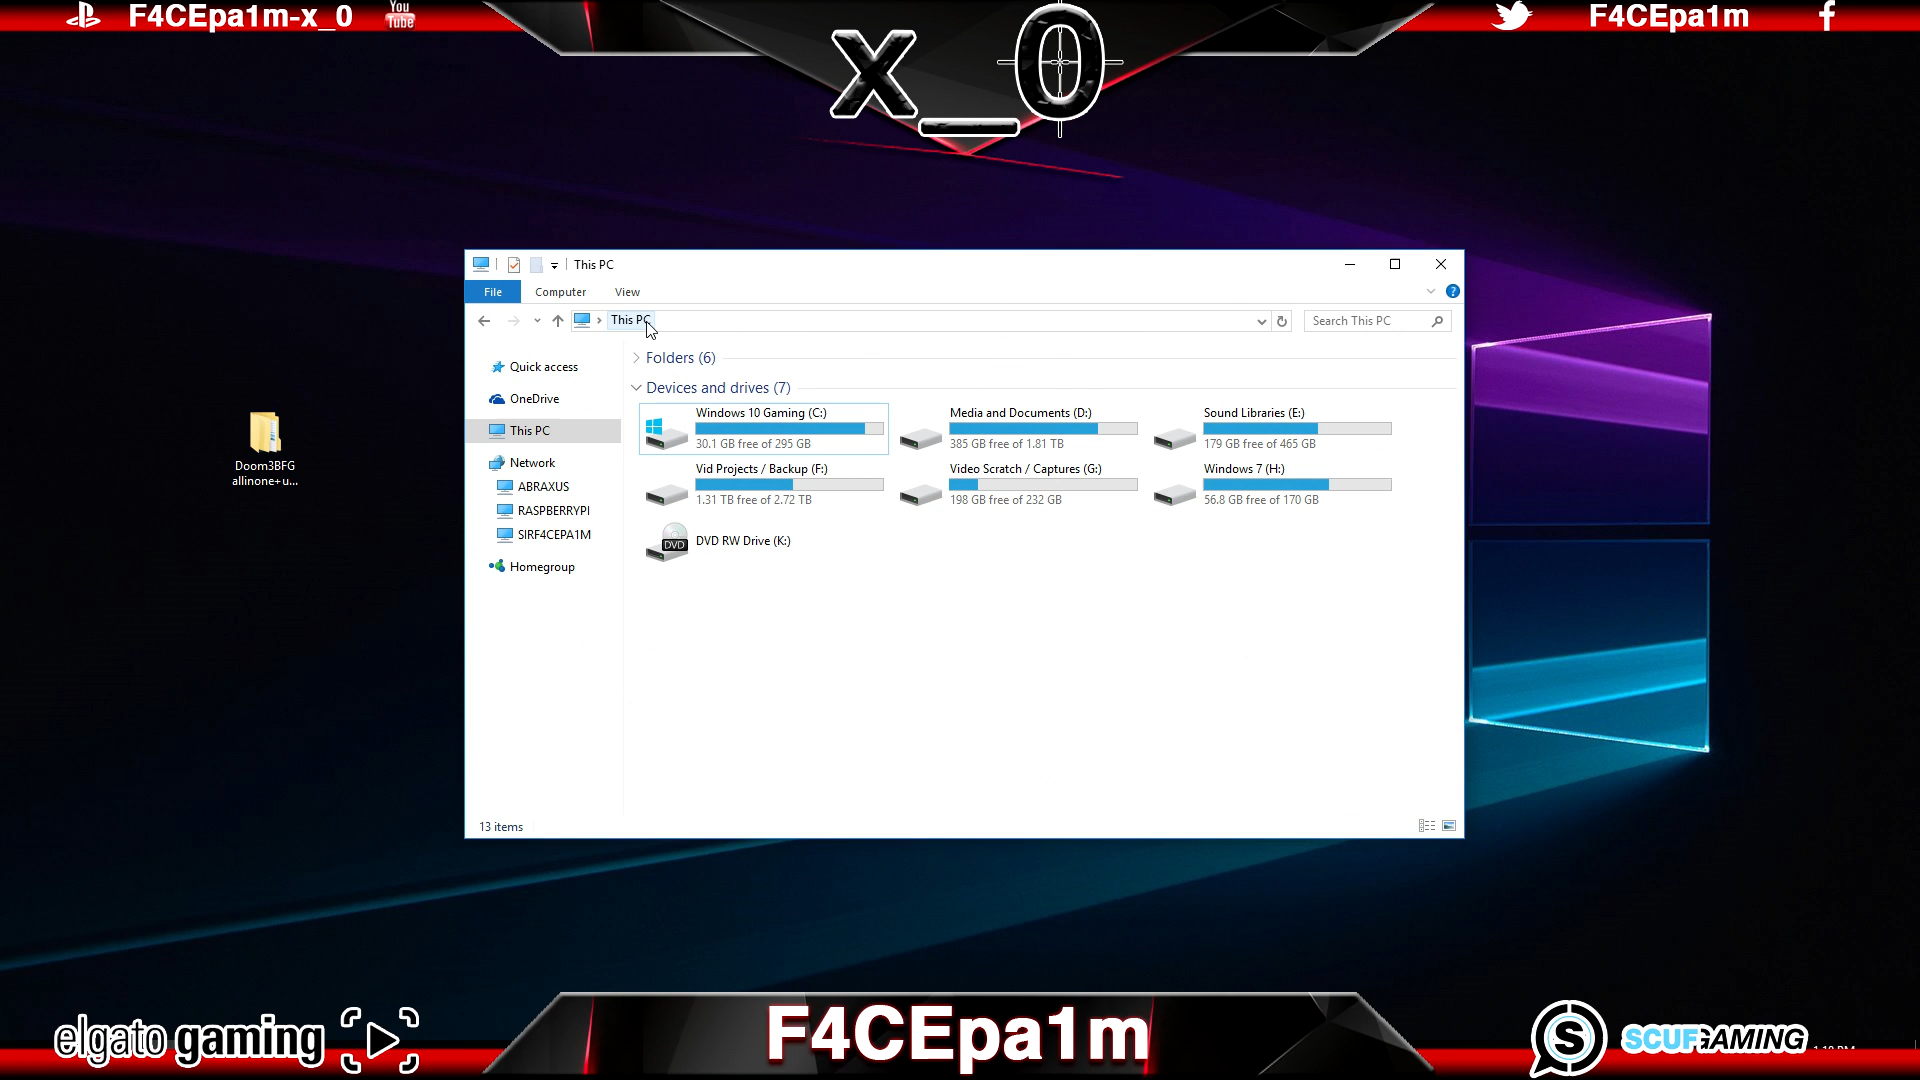 F4CEpa1m-x_0
You
Tube
F4CEpa1m
x_0
This PC
File
Computer
View
This PC
Search This PC
Quick access
OneDrive
This PC
Network
ABRAXUS
RASPBERRYPI
SIRF4CEPA1M
Homegroup
Folders (6)
Devices and drives (7)
Windows 10 Gaming (C:)
30.1 GB free of 295 GB
Media and Documents (D:)
385 GB free of 1.81 TB
Sound Libraries (E:)
179 GB free of 465 GB
Vid Projects / Backup (F:)
1.31 TB free of 2.72 TB
Video Scratch / Captures (G:)
198 GB free of 232 GB
Windows 7 (H:)
56.8 GB free of 170 GB
DVD
DVD RW Drive (K:)
Doom3BFG
allinone+u...
13 items
elgato gaming
F4CEpa1m
S
SCUFGAMING